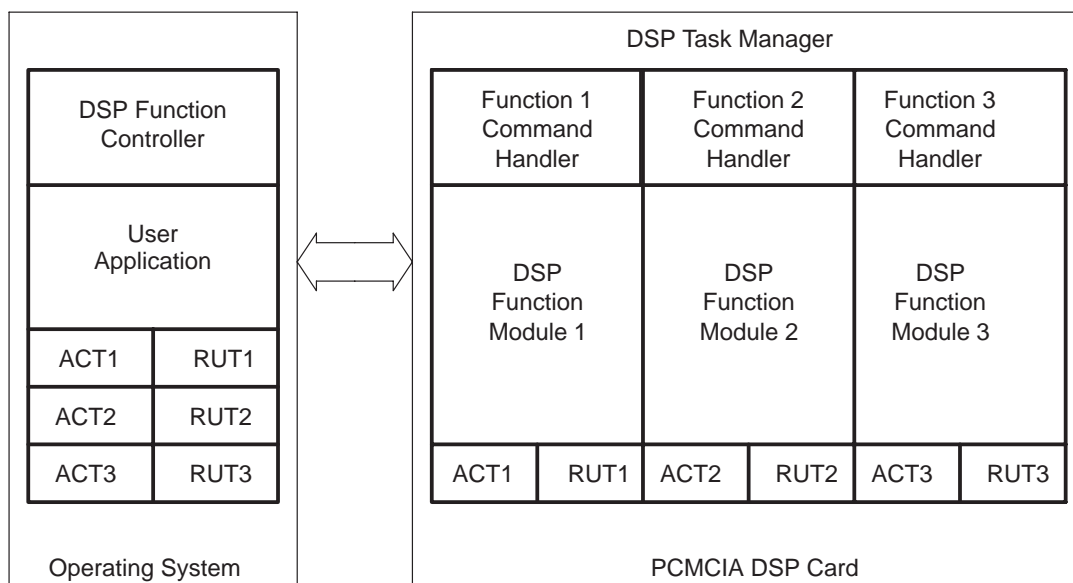 DSP Function
Controller
User
Application
ACT1
RUT1
ACT2
RUT2
ACT3
RUT3
Operating System
DSP Task Manager
Function 1
Command
Handler
Function 2
Command
Handler
Function 3
Command
Handler
DSP
Function
Module 1
DSP
Function
Module 2
DSP
Function
Module 3
ACT1
RUT1
ACT2
RUT2
ACT3
RUT3
PCMCIA DSP Card